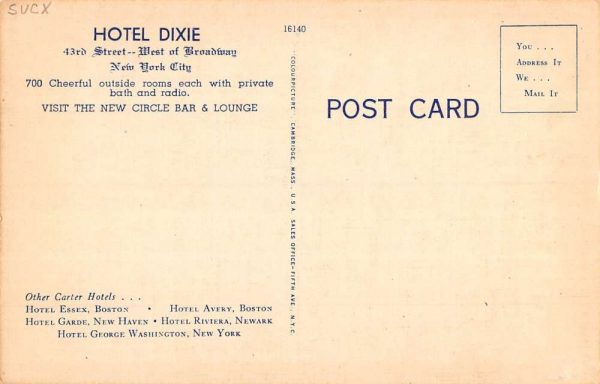 SUCX
HOTEL DIXIE
43rd Street--West of Broadway
New York City
700 Cheerful outside rooms each with private
bath and radio.
VISIT THE NEW CIRCLE BAR & LOUNGE
Other Carter Hotels . . .
HOTEL ESSEX, BOSTON • HOTEL AVERY, BOSTON
HOTEL GARDE, NEW HAVEN • HOTEL RIVIERA, NEWARK
HOTEL GEORGE WASHINGTON, NEW YORK
16140
"COLOURPICTURE" CAMBRIDGE, MASS., U.S.A. SALES OFFICE-FIFTH AVE., N.Y.C.
POST CARD
YOU . . .
ADDRESS IT
WE . . .
MAIL IT